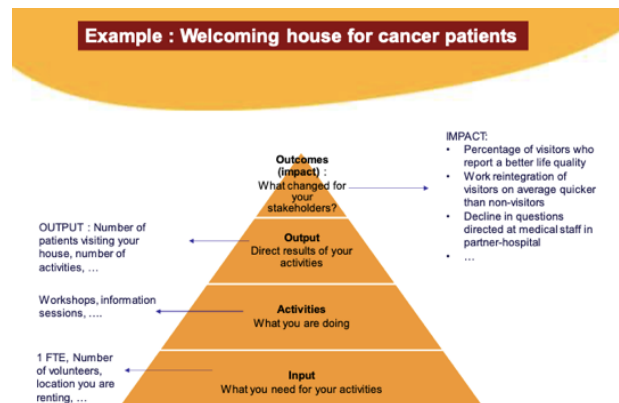 Example : Welcoming house for cancer patients
IMPACT:
• Percentage of visitors who
report a better life quality
• Work reintegration of
visitors on average quicker
than non-visitors
• Decline in questions
directed at medical staff in
partner-hospital
• ...
Outcomes
(impact) :
What changed for
your
stakeholders?
OUTPUT : Number of
patients visiting your
house, number of
activities, ...
Output
Direct results of your
activities
Workshops, information
sessions, ....
Activities
What you are doing
1 FTE, Number
of volunteers,
location you are
renting, ...
Input
What you need for your activities